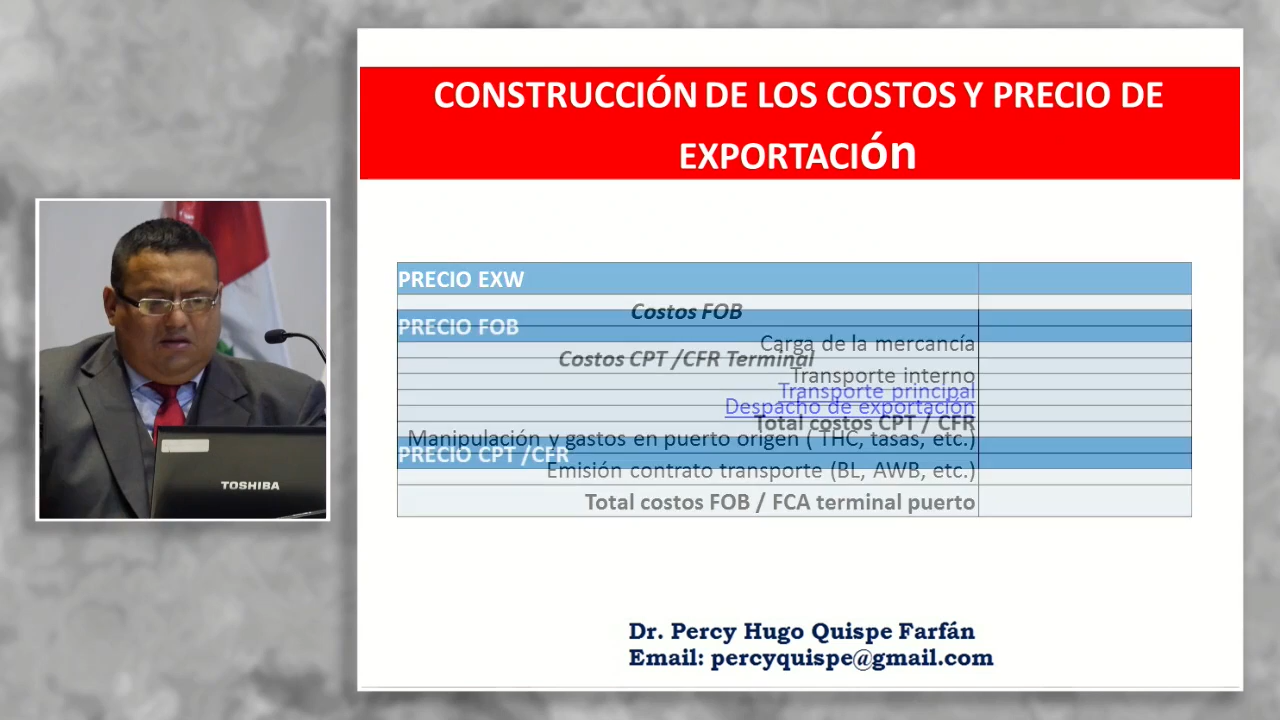 CONSTRUCCIÓN DE LOS COSTOS Y PRECIO DE
EXPORTACIón
PRECIO EXW
Costos FOB
PRECIO FOB
Carga de la mercancía
Costos CPT /CFR Terminal
Transporte interno
Transporte principal
Despacho de exportación
Total costos CPT / CFR
Manipulación y gastos en puerto origen ( THC, tasas, etc.)
PRECIO CPT /CFR
Emisión contrato transporte (BL, AWB, etc.)
Total costos FOB / FCA terminal puerto
TOSHIBA
Dr. Percy Hugo Quispe Farfán
Email: percyquispe@gmail.com